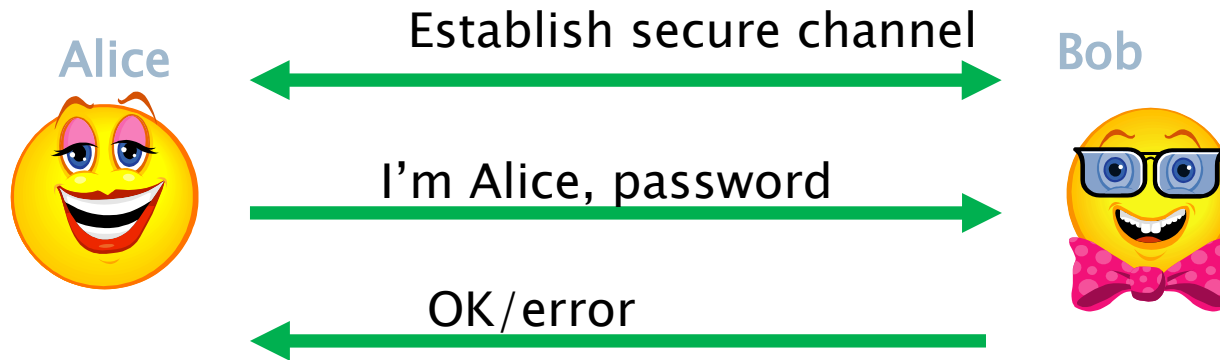 Establish secure channel
Alice
Bob
I’m Alice, password
OK/error